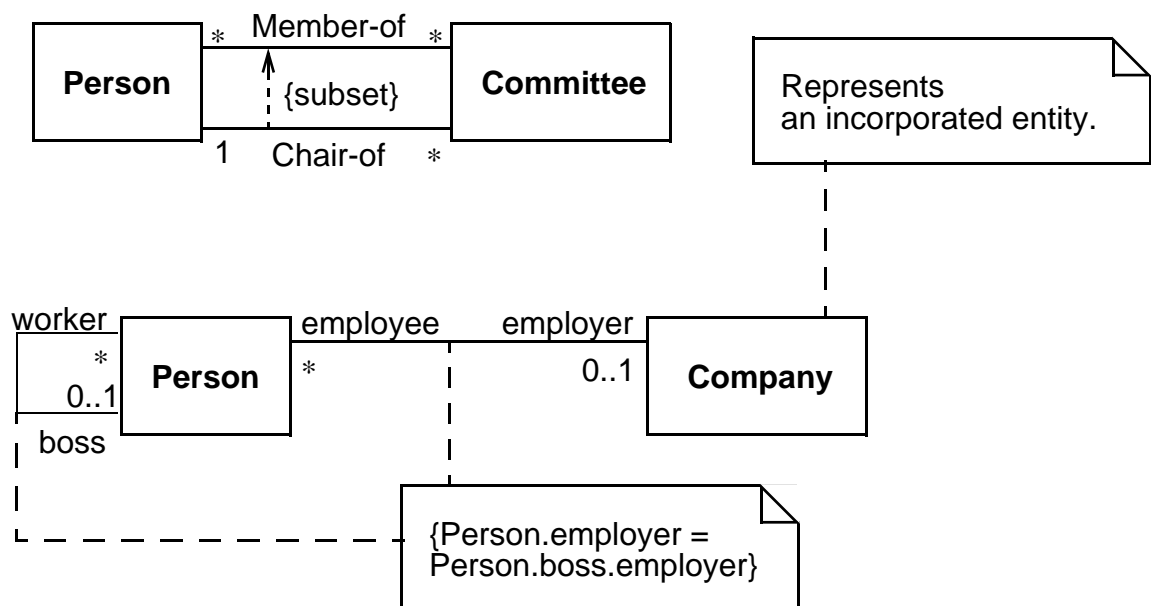 * Member-of *
Person
{subset}
Committee
1 Chair-of *
Represents
an incorporated entity.
worker
*
0..1
boss
Person
employee employer
* 0..1
Company
{Person.employer =
Person.boss.employer}